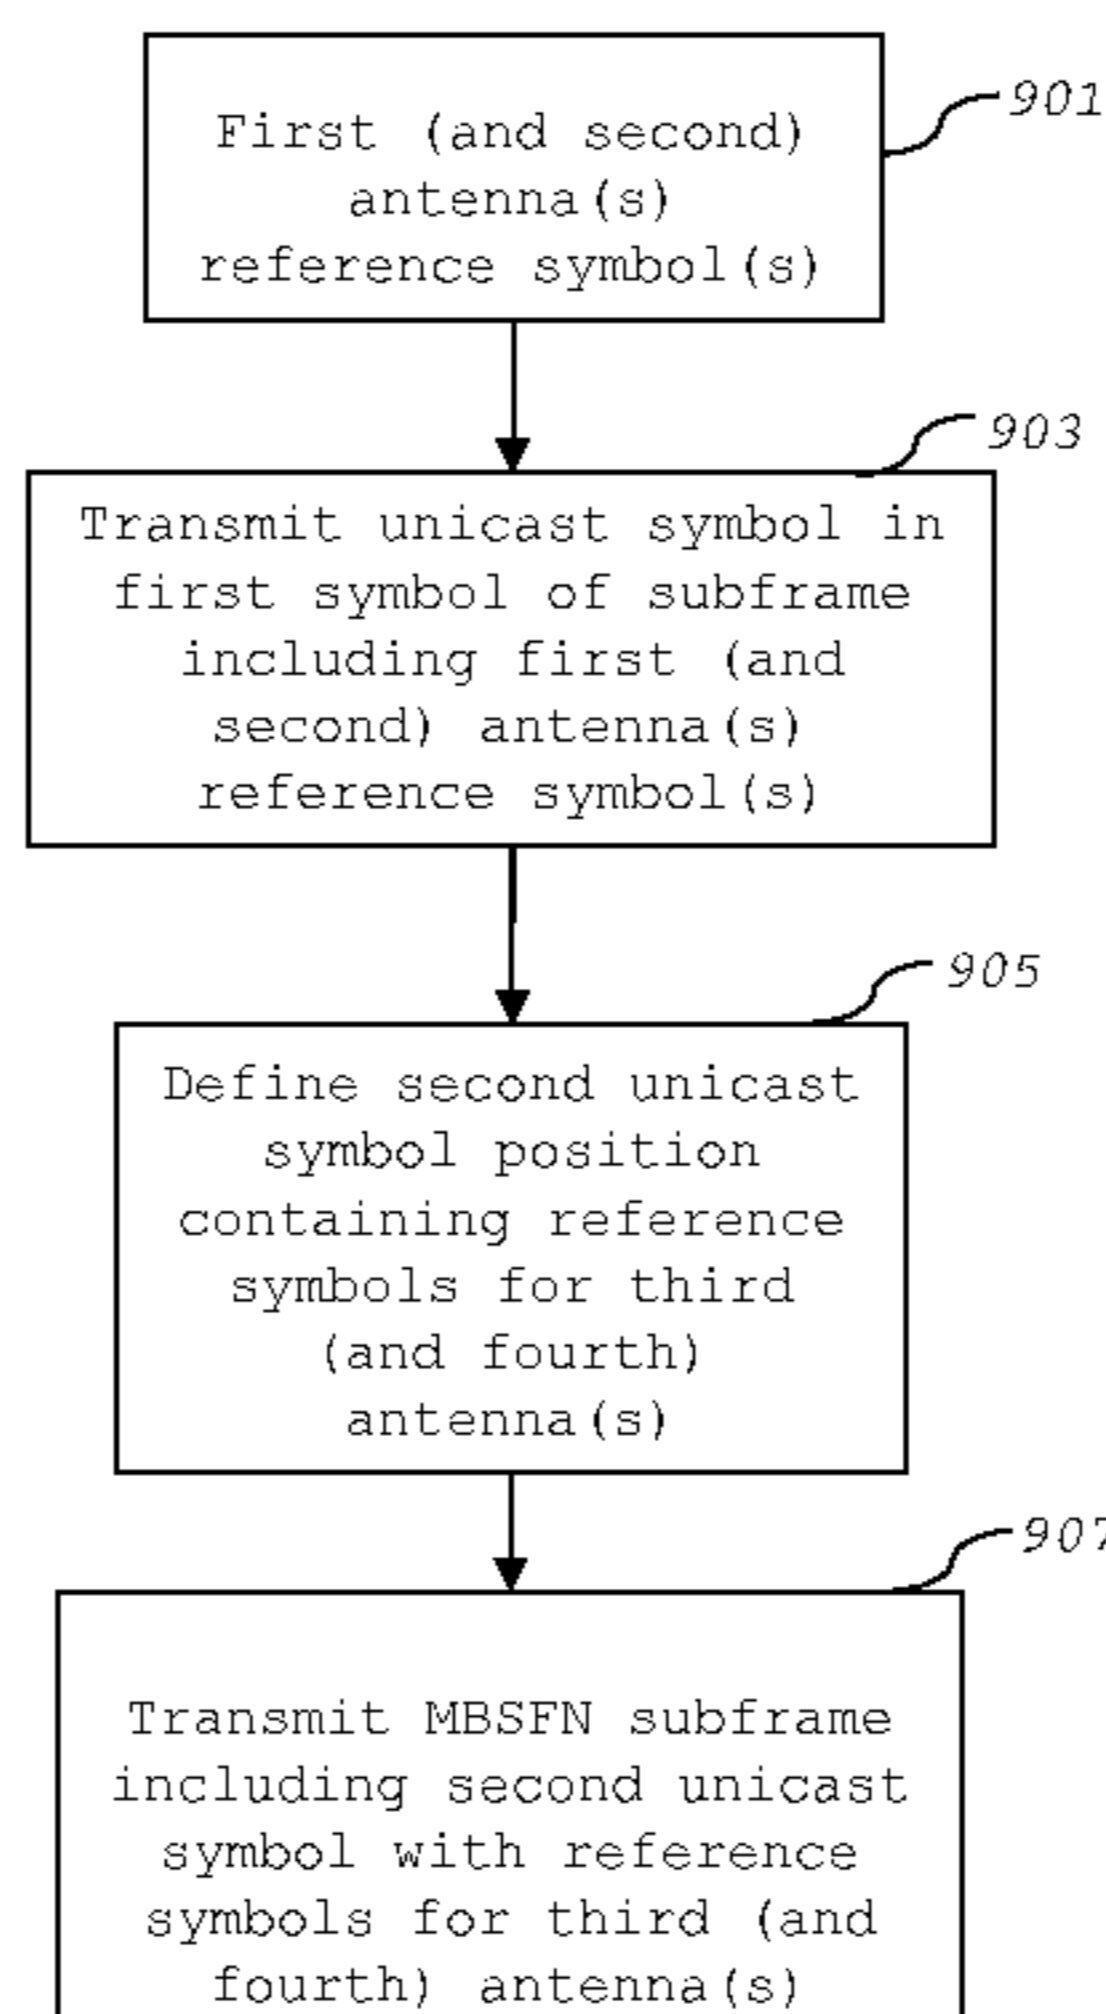 First (and second)
antenna(s)
reference symbol(s)
901
Transmit unicast symbol in
first symbol of subframe
including first (and
second) antenna(s)
reference symbol(s)
903
Define second unicast
symbol position
containing reference
symbols for third
(and fourth)
antenna(s)
905
Transmit MBSFN subframe
including second unicast
symbol with reference
symbols for third (and
fourth) antenna(s)
907